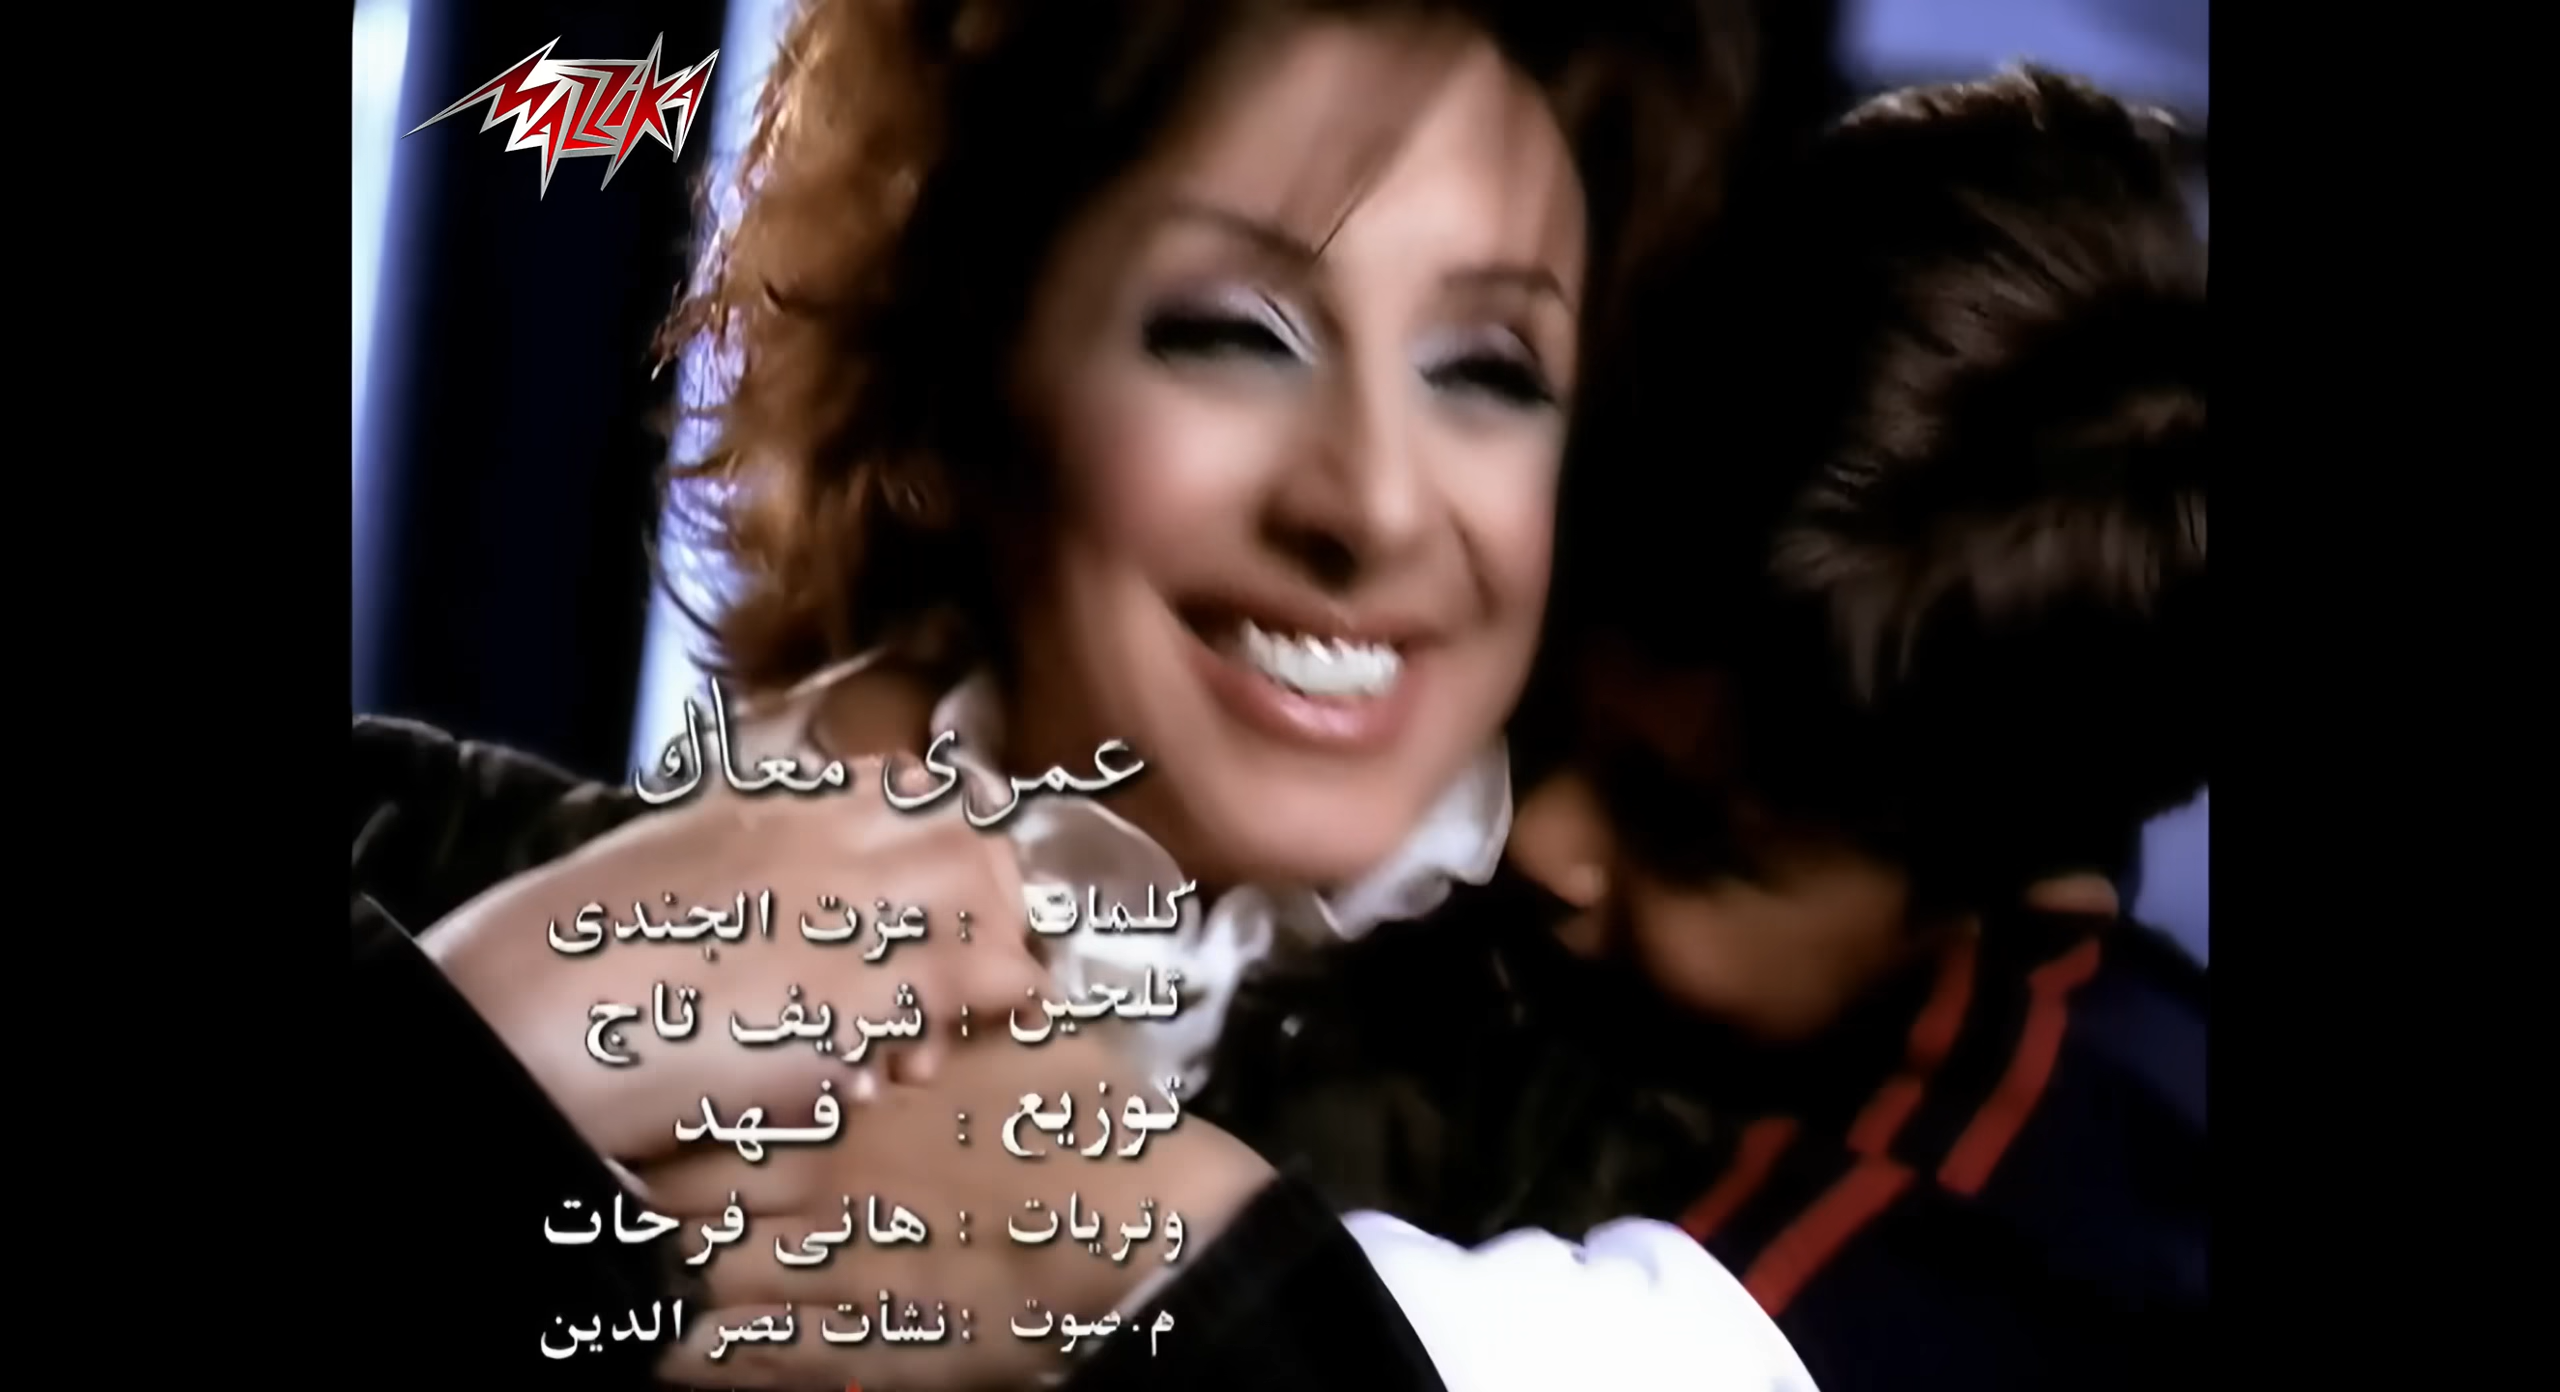 MAZZIKA
عمرى معاك
كلمات : عزت الجندى
تلحين : شريف تاج
توزيع : فهد
وتريات : هانى فرحات
م.صوت : نشأت نصر الدين